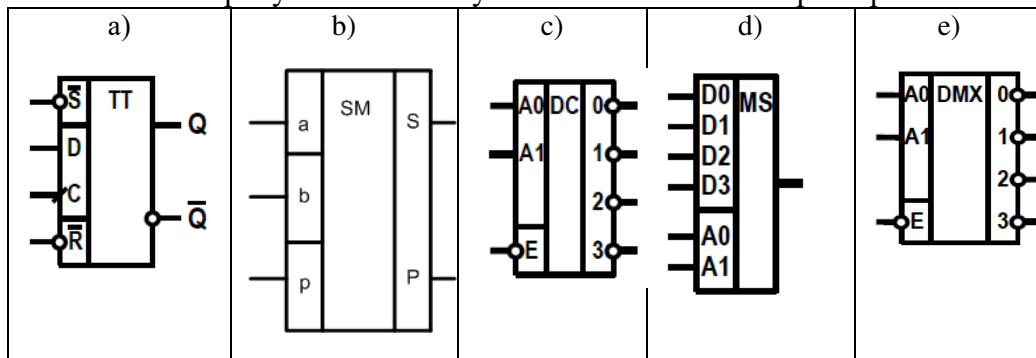 a)
S̅ TT
D
C
R̅
Q
Q̅
b)
a SM S
b
p P
c)
A0 DC 0
A1 1
2
E 3
d)
D0 MS
D1
D2
D3
A0
A1
e)
A0 DMX 0
A1 1
2
E 3